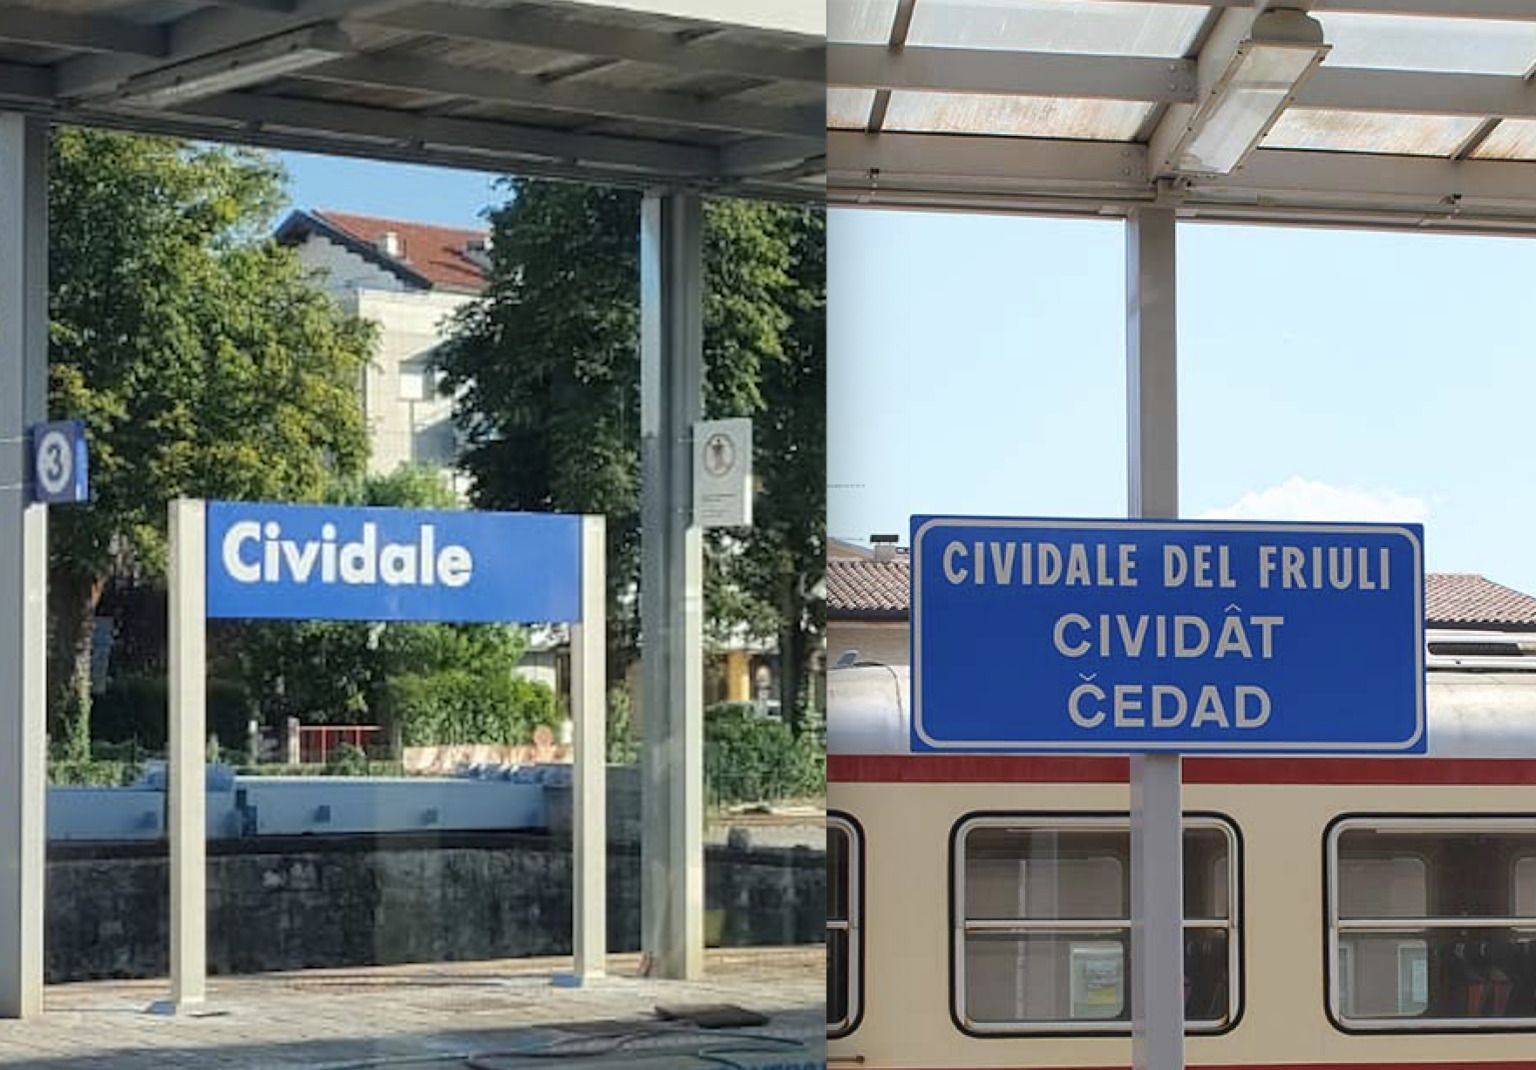 3
Cividale
CIVIDALE DEL FRIULI
CIVIDÂT
ČEDAD